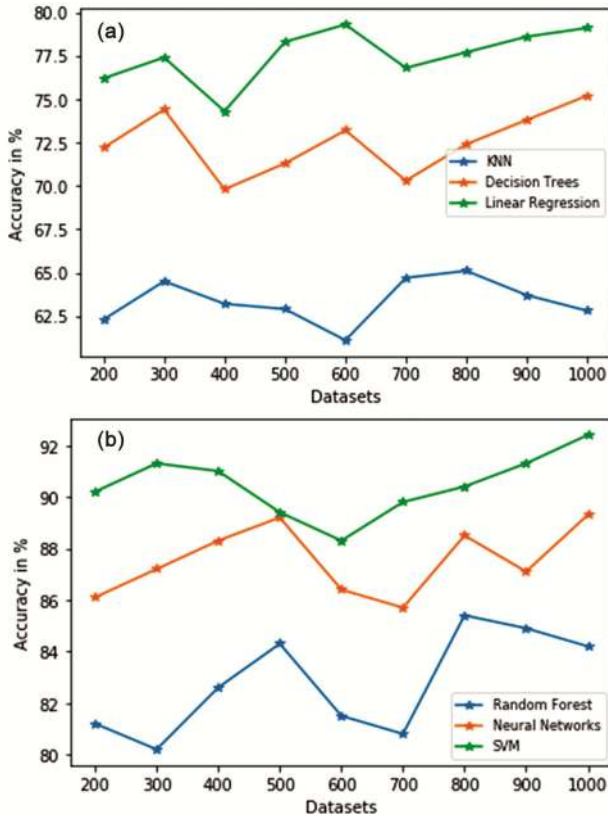 (a)
Accuracy in %
80.0
77.5
75.0
72.5
70.0
67.5
65.0
62.5
KNN
Decision Trees
Linear Regression
200 300 400 500 600 700 800 900 1000
Datasets
(b)
Accuracy in %
92
90
88
86
84
82
80
Random Forest
Neural Networks
SVM
200 300 400 500 600 700 800 900 1000
Datasets